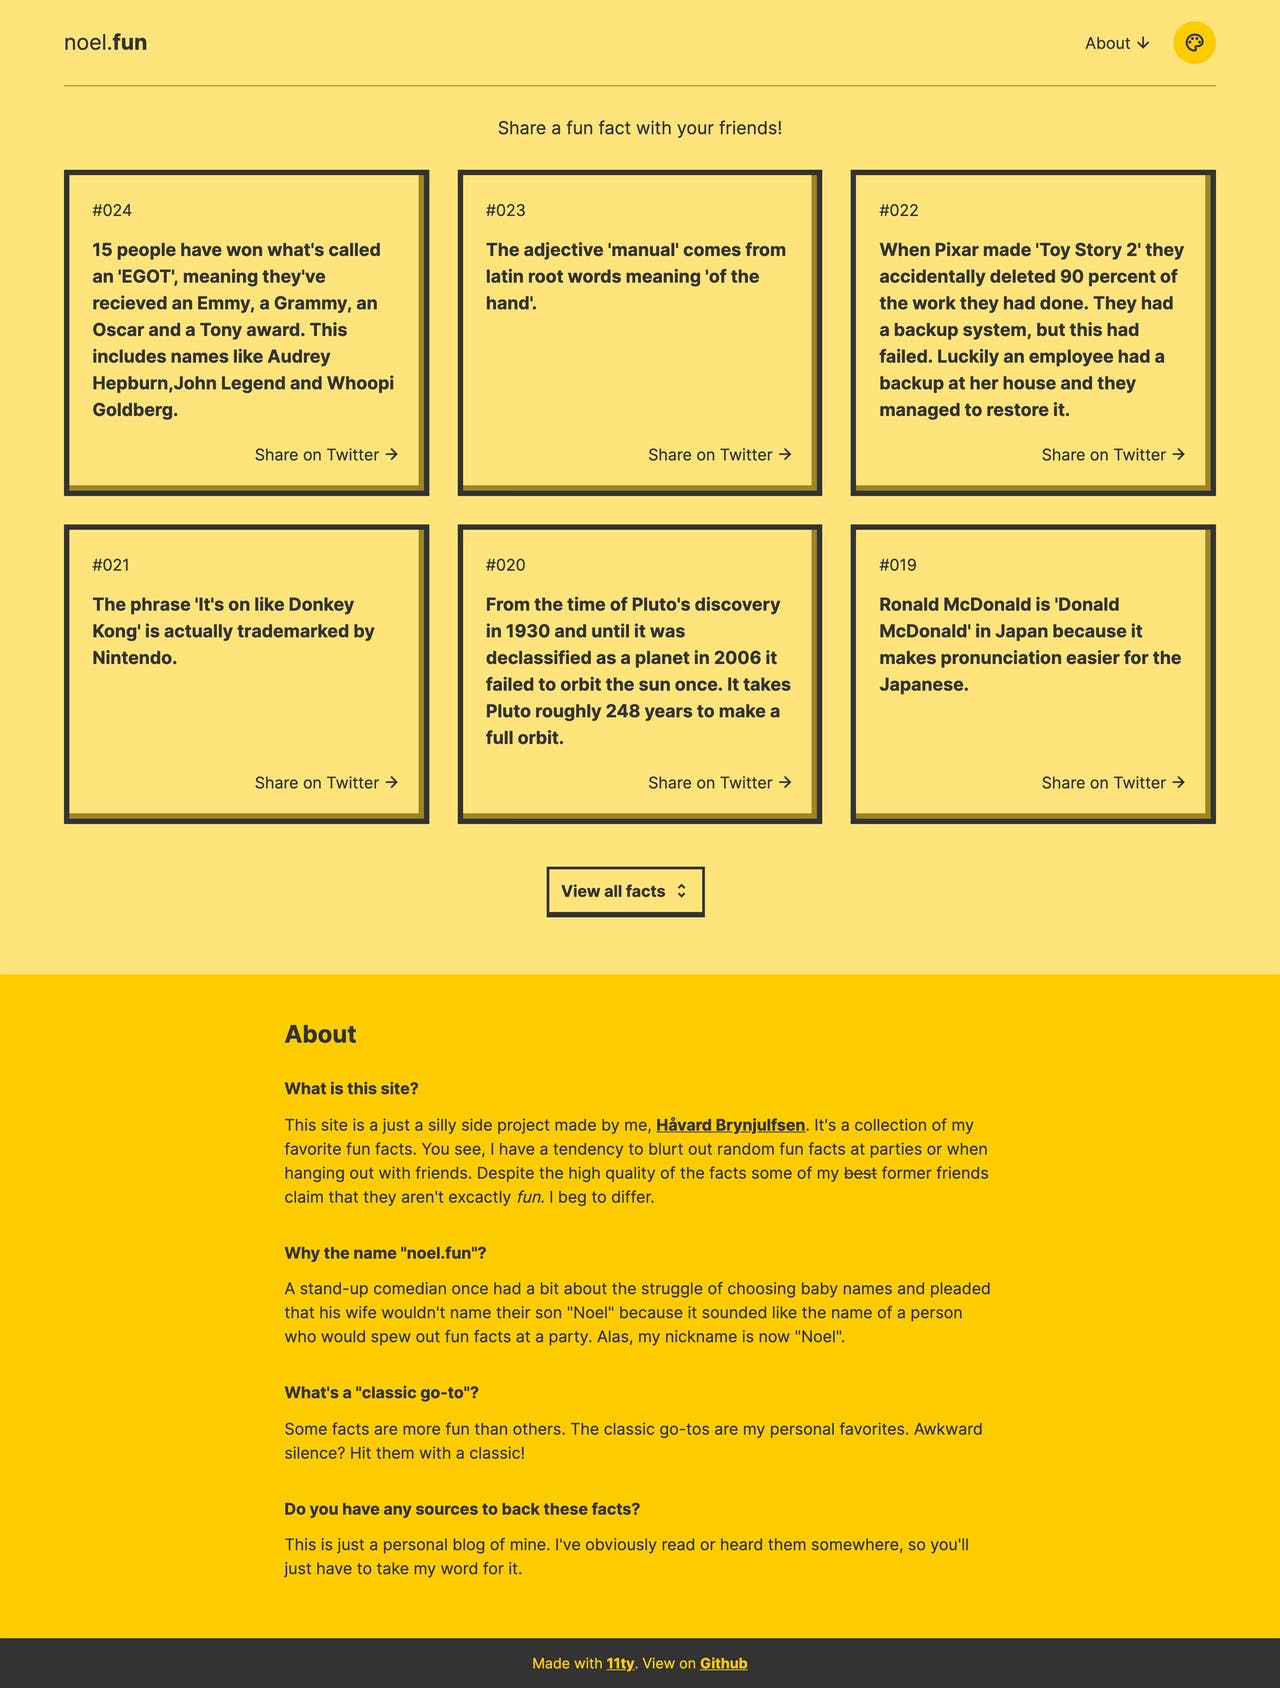 noel.fun
About ↓
Share a fun fact with your friends!
#024
15 people have won what's called
an 'EGOT', meaning they've
recieved an Emmy, a Grammy, an
Oscar and a Tony award. This
includes names like Audrey
Hepburn,John Legend and Whoopi
Goldberg.
Share on Twitter →
#023
The adjective 'manual' comes from
latin root words meaning 'of the
hand'.
Share on Twitter →
#022
When Pixar made 'Toy Story 2' they
accidentally deleted 90 percent of
the work they had done. They had
a backup system, but this had
failed. Luckily an employee had a
backup at her house and they
managed to restore it.
Share on Twitter →
#021
The phrase 'It's on like Donkey
Kong' is actually trademarked by
Nintendo.
Share on Twitter →
#020
From the time of Pluto's discovery
in 1930 and until it was
declassified as a planet in 2006 it
failed to orbit the sun once. It takes
Pluto roughly 248 years to make a
full orbit.
Share on Twitter →
#019
Ronald McDonald is 'Donald
McDonald' in Japan because it
makes pronunciation easier for the
Japanese.
Share on Twitter →
View all facts
About
What is this site?
This site is a just a silly side project made by me, Håvard Brynjulfsen. It's a collection of my
favorite fun facts. You see, I have a tendency to blurt out random fun facts at parties or when
hanging out with friends. Despite the high quality of the facts some of my best former friends
claim that they aren't excactly fun. I beg to differ.
Why the name "noel.fun"?
A stand-up comedian once had a bit about the struggle of choosing baby names and pleaded
that his wife wouldn't name their son "Noel" because it sounded like the name of a person
who would spew out fun facts at a party. Alas, my nickname is now "Noel".
What's a "classic go-to"?
Some facts are more fun than others. The classic go-tos are my personal favorites. Awkward
silence? Hit them with a classic!
Do you have any sources to back these facts?
This is just a personal blog of mine. I've obviously read or heard them somewhere, so you'll
just have to take my word for it.
Made with 11ty. View on Github